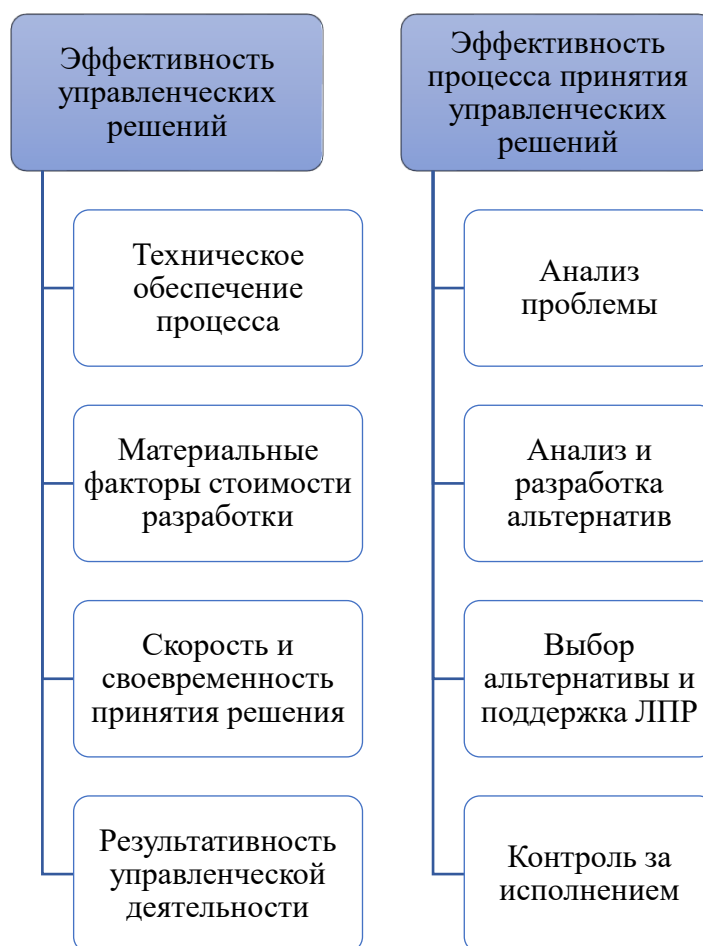 Эффективность
управленческих
решений
Техническое
обеспечение
процесса
Материальные
факторы стоимости
разработки
Скорость и
своевременность
принятия решения
Результативность
управленческой
деятельности
Эффективность
процесса принятия
управленческих
решений
Анализ
проблемы
Анализ и
разработка
альтернатив
Выбор
альтернативы и
поддержка ЛПР
Контроль за
исполнением